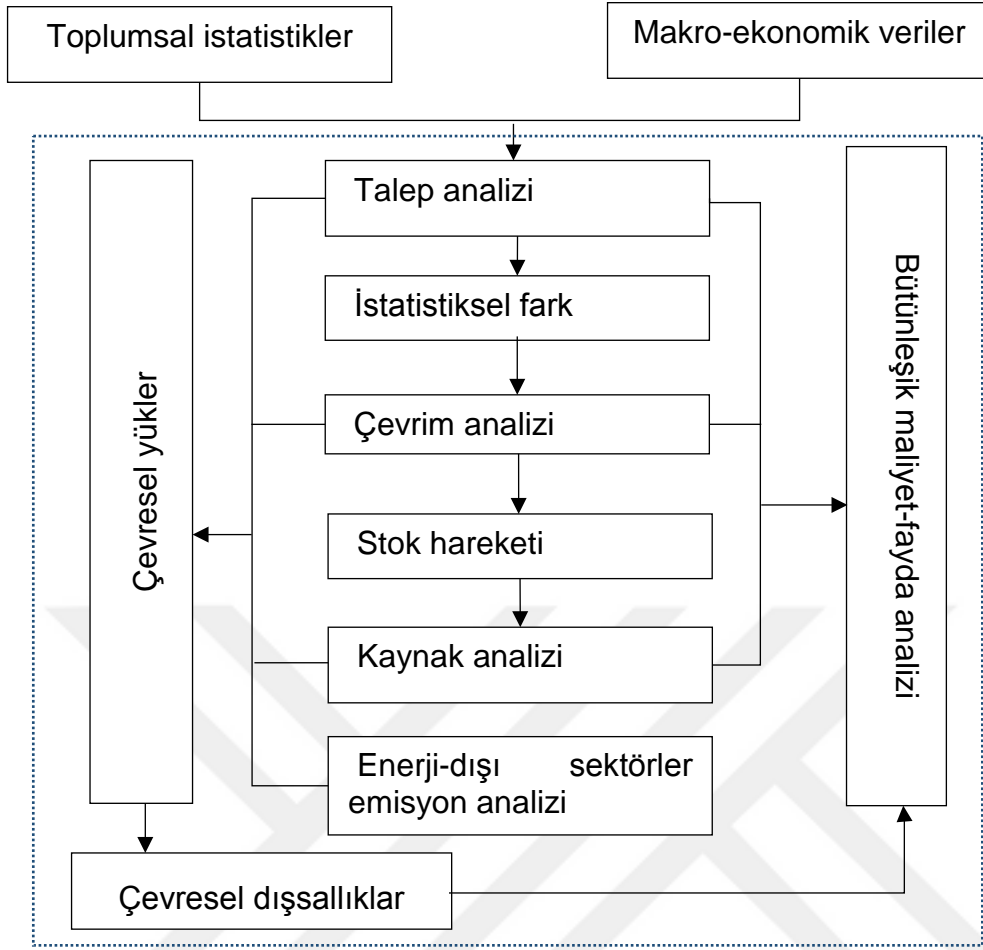 Toplumsal istatistikler
Makro-ekonomik veriler
Talep analizi
İstatistiksel fark
Çevrim analizi
Stok hareketi
Kaynak analizi
Enerji-dışı sektörler
emisyon analizi
Çevresel yükler
Bütünleşik maliyet-fayda analizi
Çevresel dışsallıklar